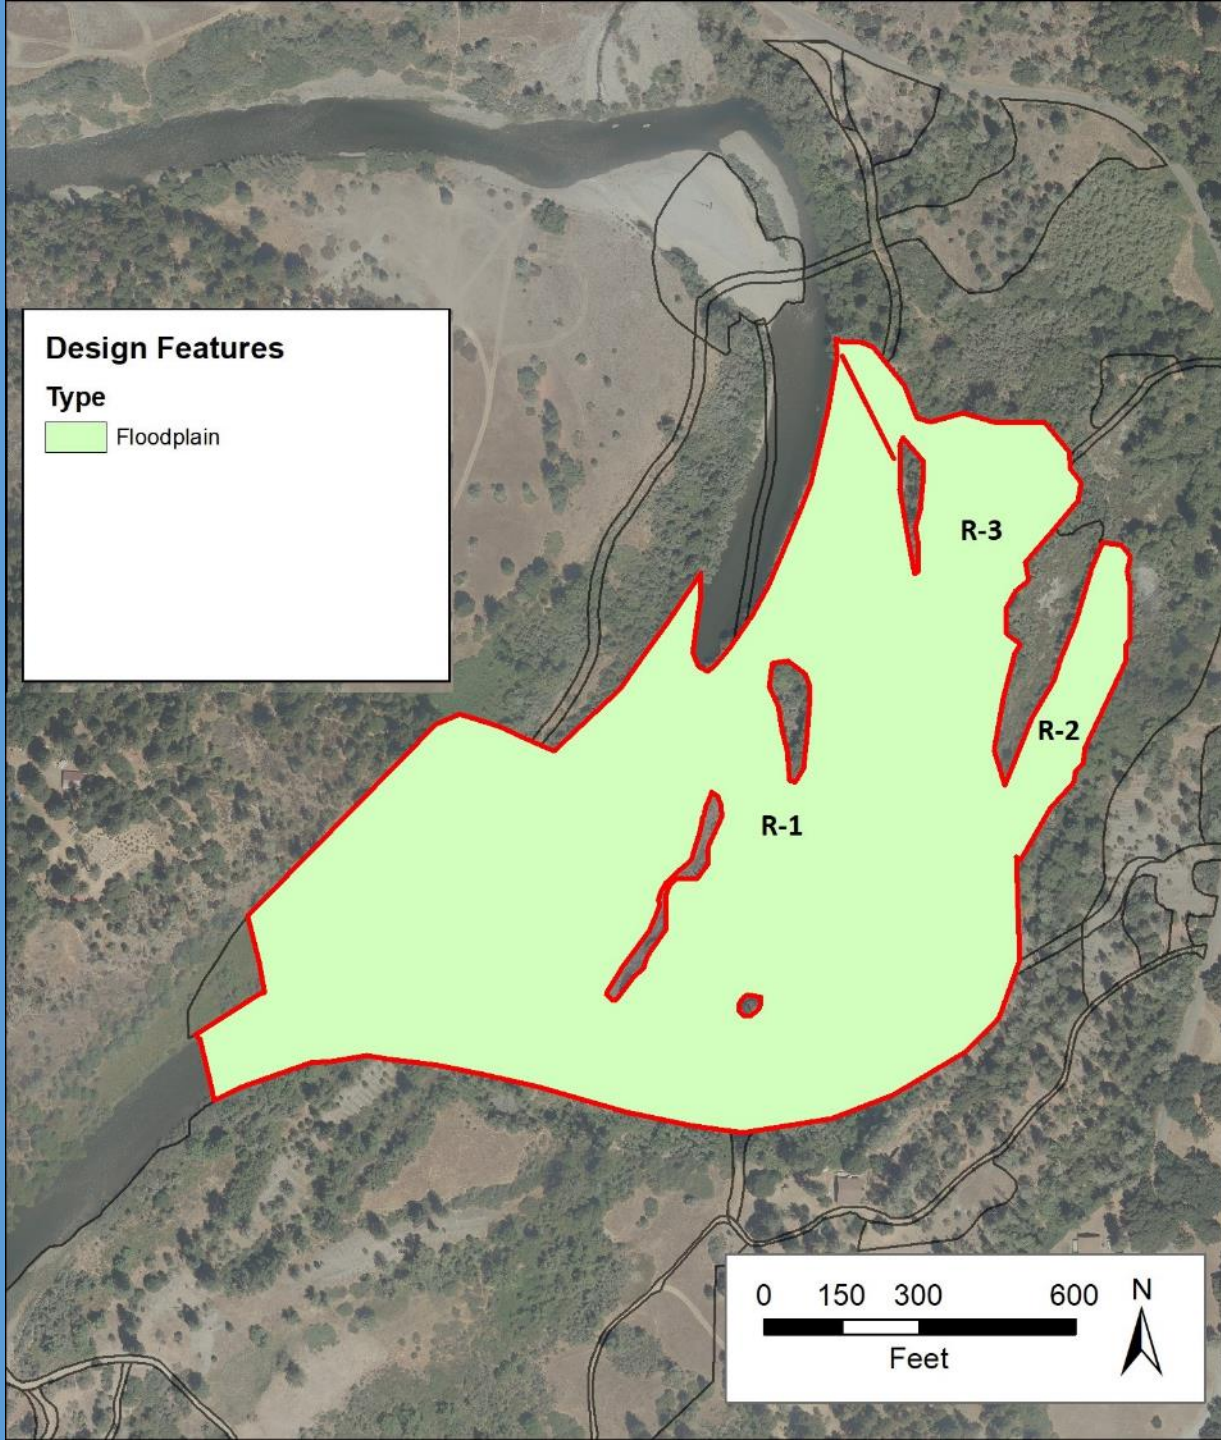 Design Features
Type
Floodplain
R-3
R-2
R-1
0 150 300 600 N
Feet